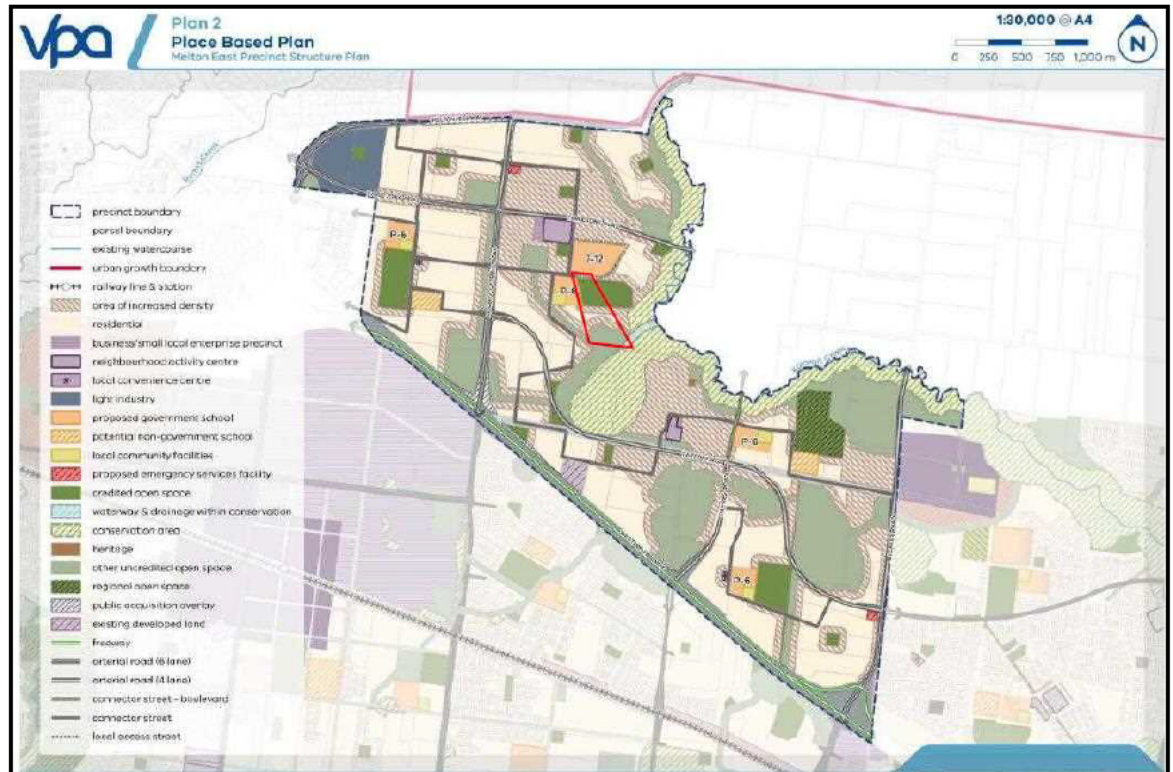 vpa
Plan 2
Place Based Plan
Melton East Precinct Structure Plan
1:30,000 @ A4
0 250 500 750 1,000 m
N
precinct boundary
parcel boundary
existing watercourse
urban growth boundary
railway line & station
area of increased density
residential
business/small local enterprise precinct
neighbourhood activity centre
local convenience centre
light industry
proposed government school
potential non-government school
local community facilities
proposed emergency services facility
credited open space
waterway & drainage within conservation
conservation area
heritage
other uncredited open space
regional open space
public acquisition overlay
existing developed land
freeway
arterial road (6 lane)
arterial road (4 lane)
connector street - boulevard
connector street
local access street
P-6
7-12
P-6
P-6
P-6